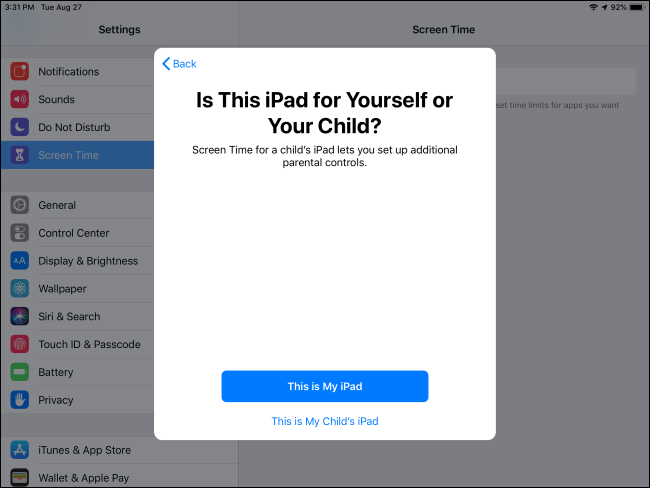 3:31 PM Tue Aug 27
92%
Settings
Screen Time
Notifications
Sounds
Do Not Disturb
Screen Time
General
Control Center
AA Display & Brightness
Wallpaper
Siri & Search
Touch ID & Passcode
Battery
Privacy
iTunes & App Store
Wallet & Apple Pay
set time limits for apps you want
Back
Is This iPad for Yourself or
Your Child?
Screen Time for a child's iPad lets you set up additional
parental controls.
This is My iPad
This is My Child's iPad